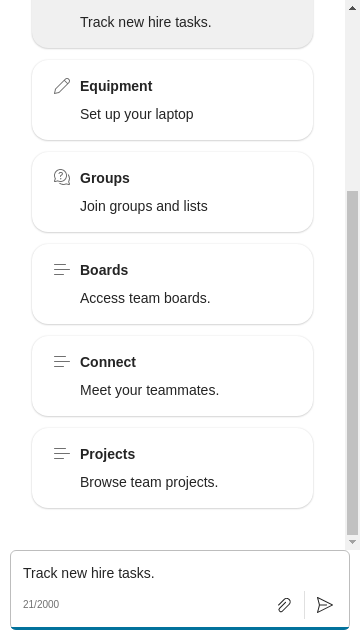 Track new hire tasks.
Equipment
Set up your laptop
Groups
Join groups and lists
Boards
Access team boards.
Connect
Meet your teammates.
Projects
Browse team projects.
Track new hire tasks.
21/2000